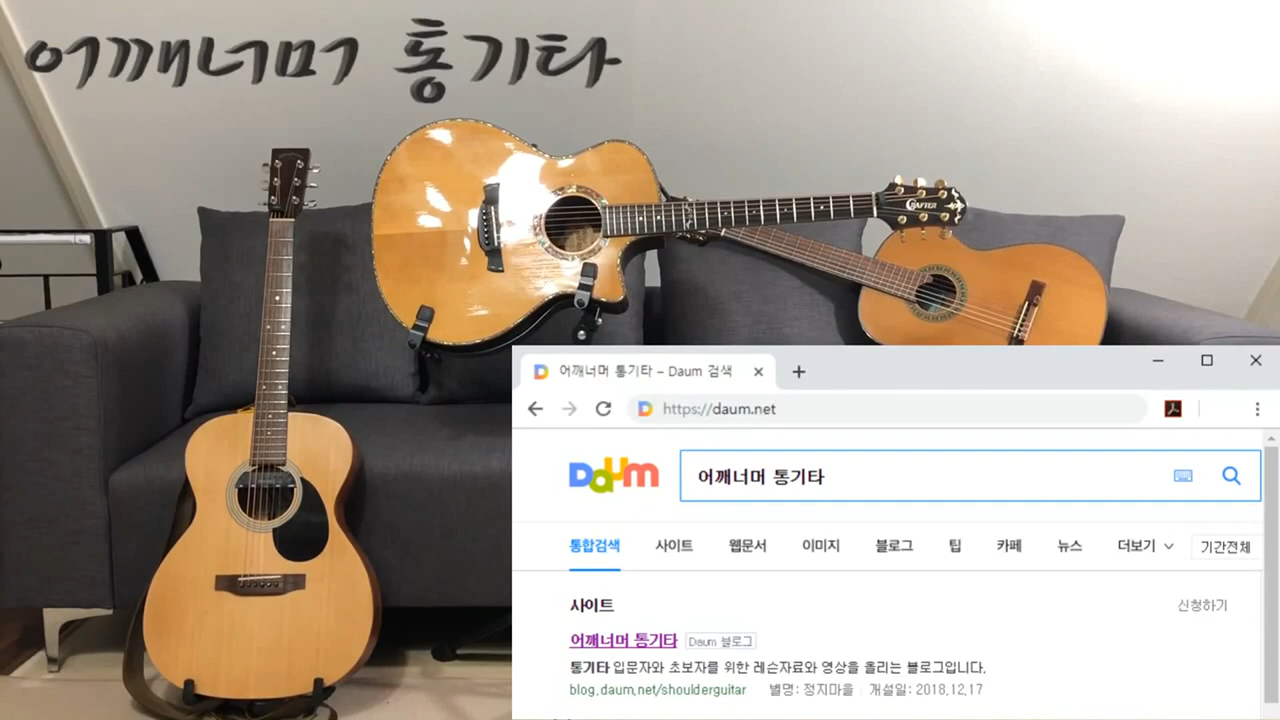 어깨너머 통기타
CRAFTER
어깨너머 통기타 – Daum 검색
https://daum.net
Daum
어깨너머 통기타
통합검색 사이트 웹문서 이미지 블로그 팁 카페 뉴스 더보기 기간전체
사이트 신청하기
어깨너머 통기타 Daum 블로그
통기타 입문자와 초보자를 위한 레슨자료와 영상을 올리는 블로그입니다.
blog.daum.net/shoulderguitar 별명: 정지마을 개설일: 2018.12.17